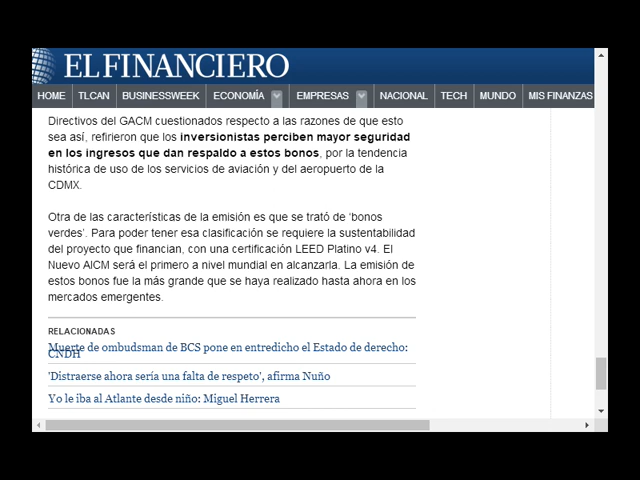 EL FINANCIERO
HOME TLCAN BUSINESSWEEK ECONOMÍA EMPRESAS NACIONAL TECH MUNDO MIS FINANZAS
Directivos del GACM cuestionados respecto a las razones de que esto
sea así, refirieron que los inversionistas perciben mayor seguridad
en los ingresos que dan respaldo a estos bonos, por la tendencia
histórica de uso de los servicios de aviación y del aeropuerto de la
CDMX.
Otra de las características de la emisión es que se trató de ‘bonos
verdes’. Para poder tener esa clasificación se requiere la sustentabilidad
del proyecto que financian, con una certificación LEED Platino v4. El
Nuevo AICM será el primero a nivel mundial en alcanzarla. La emisión de
estos bonos fue la más grande que se haya realizado hasta ahora en los
mercados emergentes.
RELACIONADAS
Muerte de ombudsman de BCS pone en entredicho el Estado de derecho:
CNDH
'Distraerse ahora sería una falta de respeto', afirma Nuño
Yo le iba al Atlante desde niño: Miguel Herrera